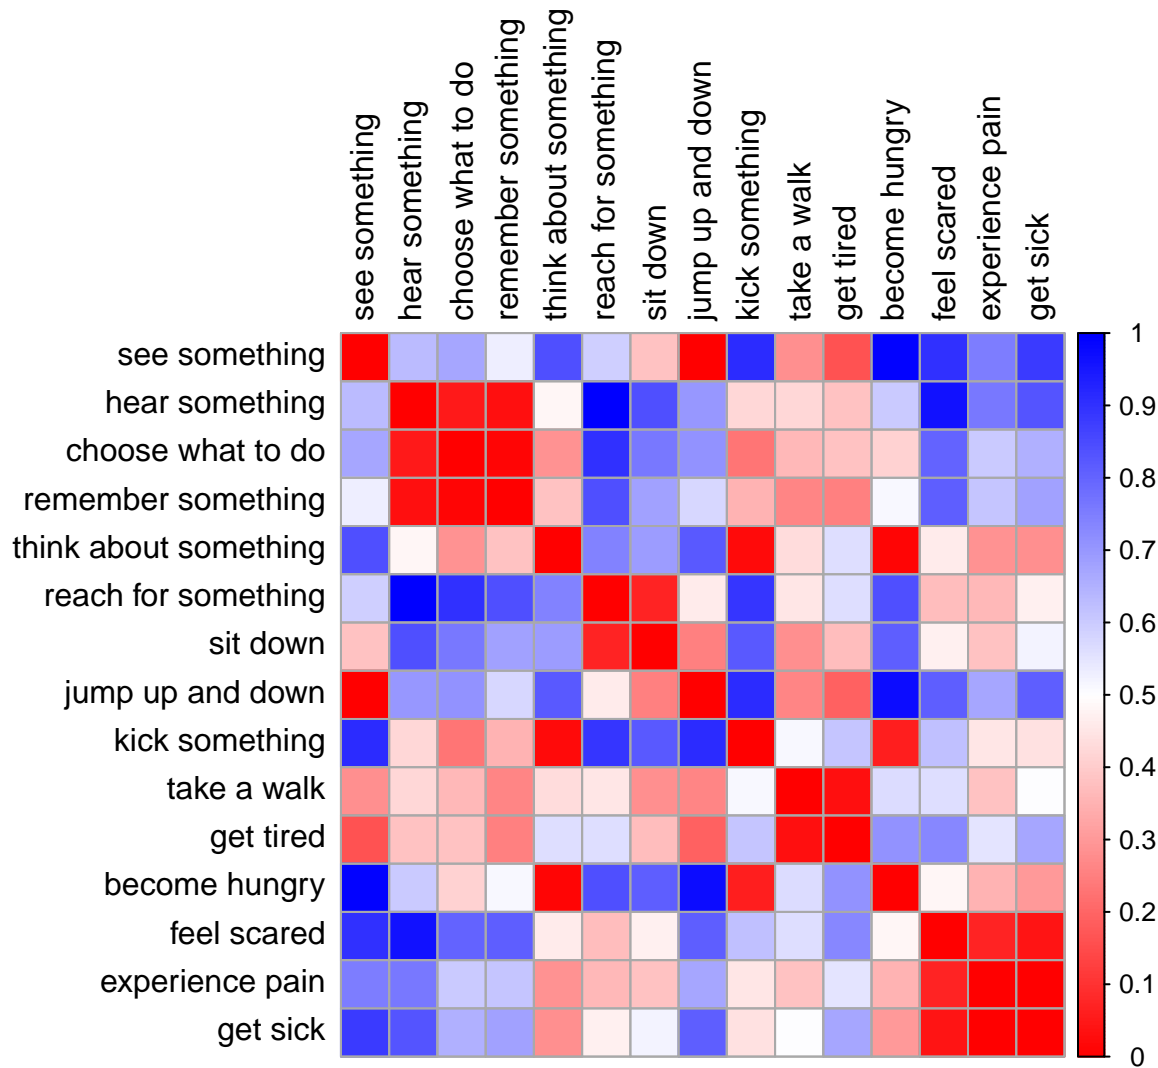 see something
hear something
choose what to do
remember something
think about something
reach for something
sit down
jump up and down
kick something
take a walk
get tired
become hungry
feel scared
experience pain
get sick
see something
hear something
choose what to do
remember something
think about something
reach for something
sit down
jump up and down
kick something
take a walk
get tired
become hungry
feel scared
experience pain
get sick
1
0.9
0.8
0.7
0.6
0.5
0.4
0.3
0.2
0.1
0